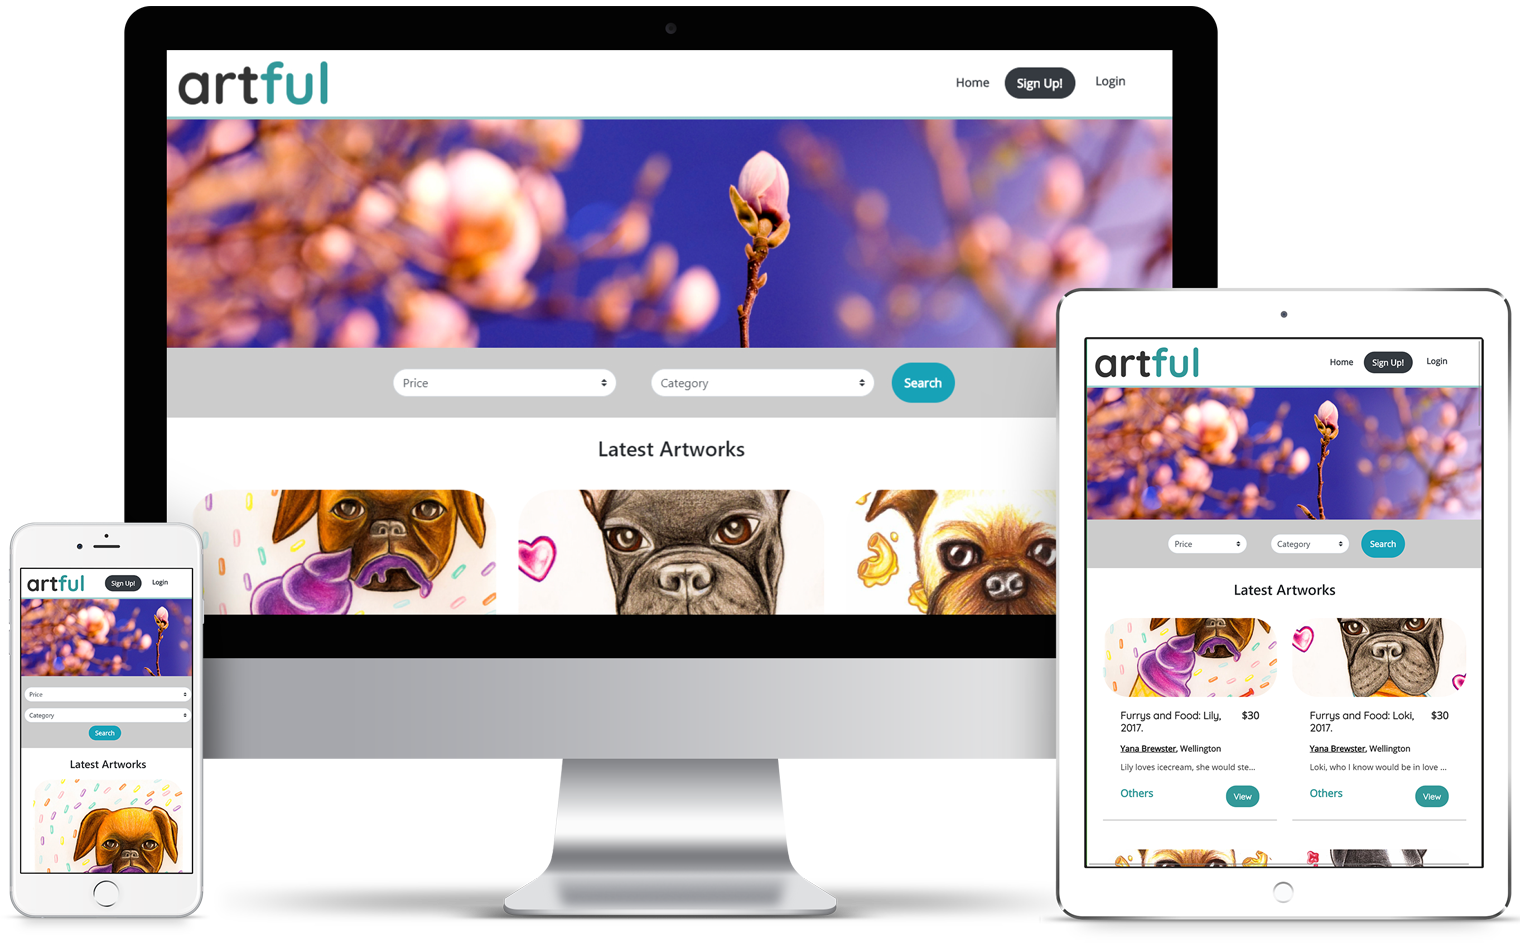 artful
Home Sign Up! Login
Price Category Search
Latest Artworks
artful Sign Up! Login
Price
Category
Search
Latest Artworks
artful Home Sign Up! Login
Price Category Search
Latest Artworks
Furrys and Food: Lily, $30
2017.
Yana Brewster, Wellington
Lily loves icecream, she would ste...
Others View
Furrys and Food: Loki, $30
2017.
Yana Brewster, Wellington
Loki, who I know would be in love ...
Others View